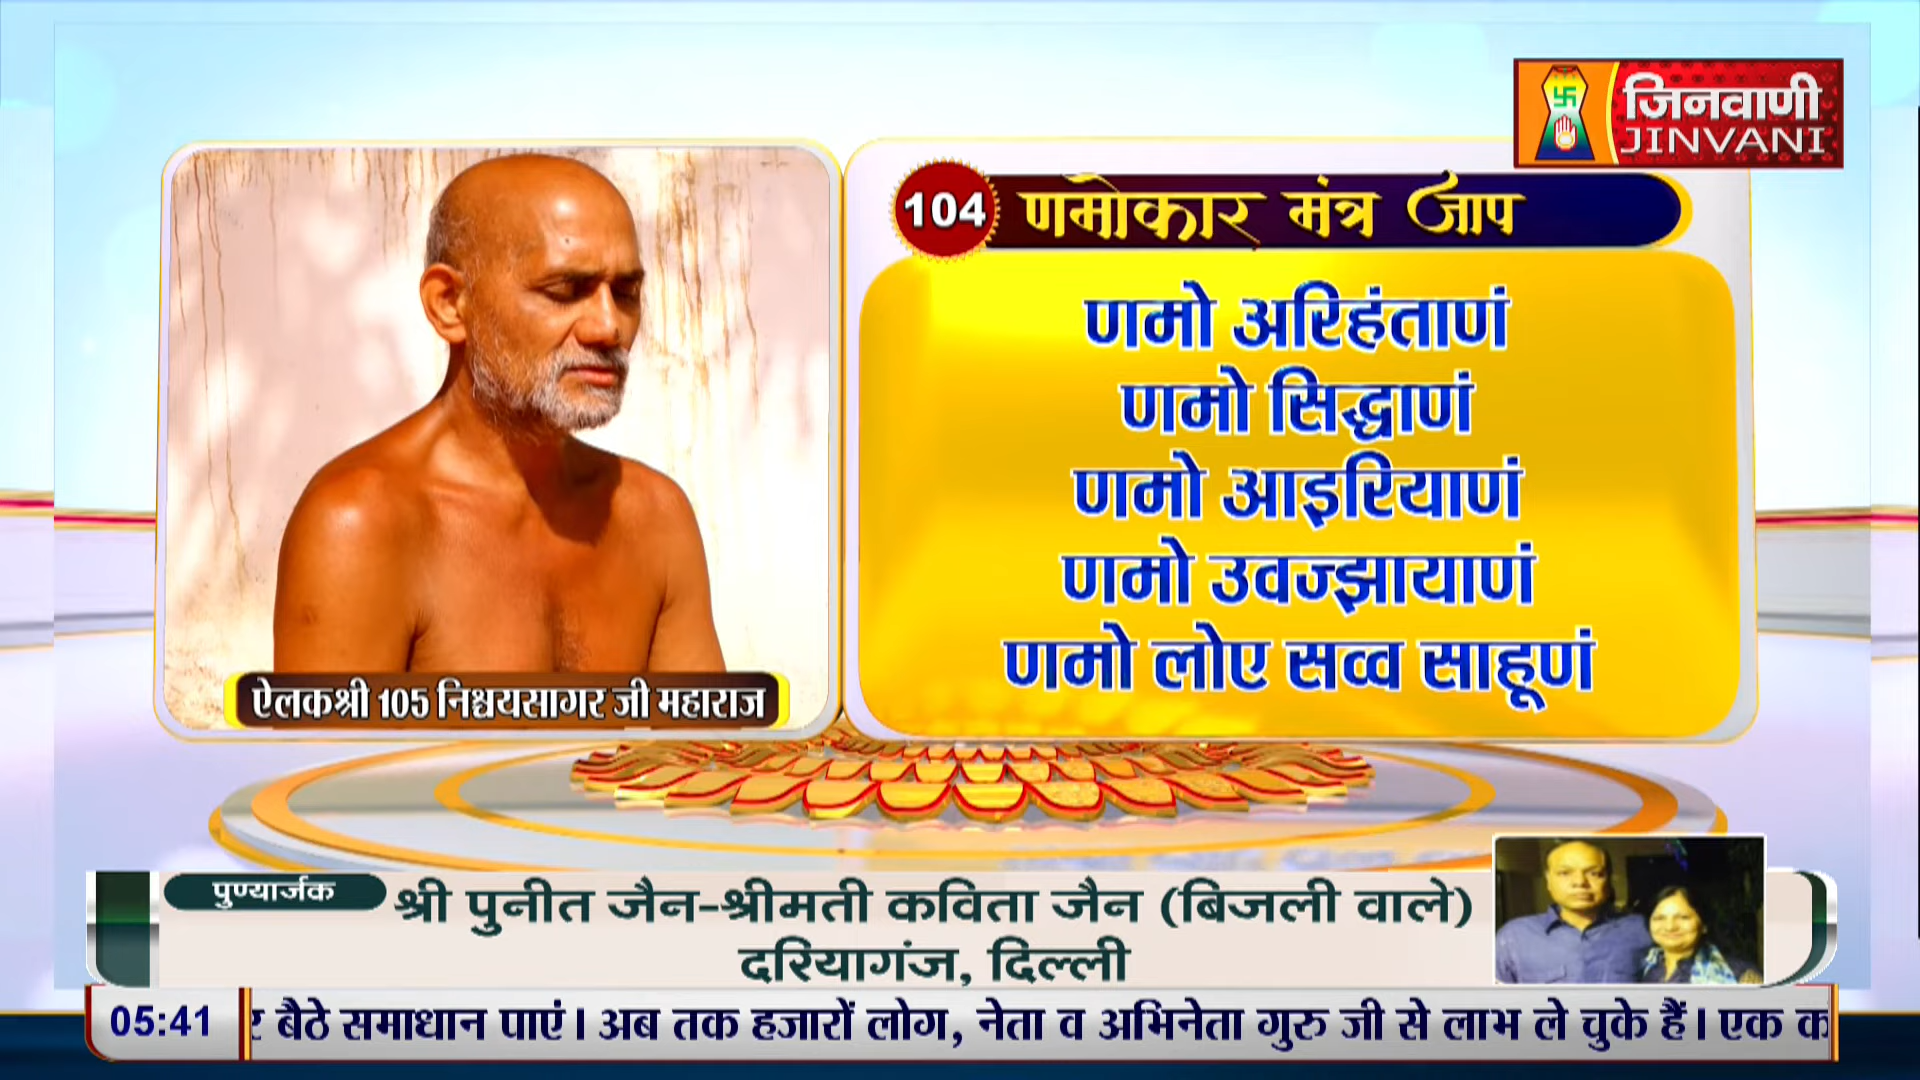 जिनवाणी
JINVANI
104 णमोकार मंत्र जाप
णमो अरिहंताणं
णमो सिद्धाणं
णमो आइरियाणं
णमो उवज्झायाणं
णमो लोए सव्व साहूणं
ऐलकश्री 105 निश्चयसागर जी महाराज
पुण्यार्जक
श्री पुनीत जैन-श्रीमती कविता जैन (बिजली वाले)
दरियागंज, दिल्ली
05:41 र बैठे समाधान पाएं। अब तक हजारों लोग, नेता व अभिनेता गुरु जी से लाभ ले चुके हैं। एक क